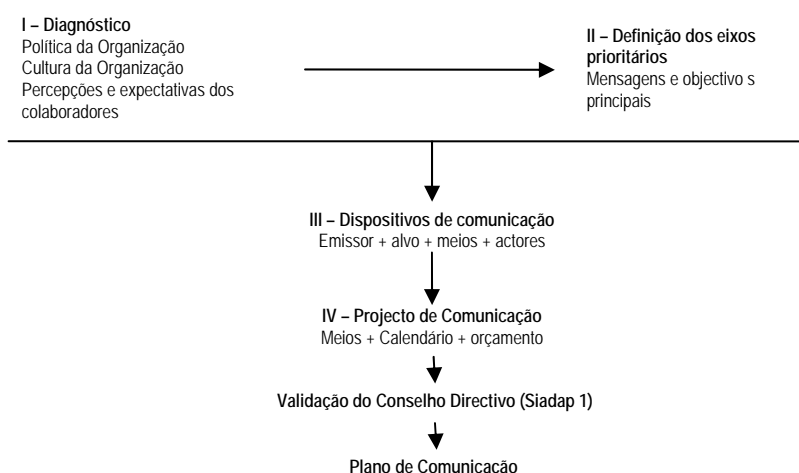 I – Diagnóstico
Política da Organização
Cultura da Organização
Percepções e expectativas dos
colaboradores
II – Definição dos eixos
prioritários
Mensagens e objectivo s
principais
III – Dispositivos de comunicação
Emissor + alvo + meios + actores
IV – Projecto de Comunicação
Meios + Calendário + orçamento
Validação do Conselho Directivo (Siadap 1)
Plano de Comunicação